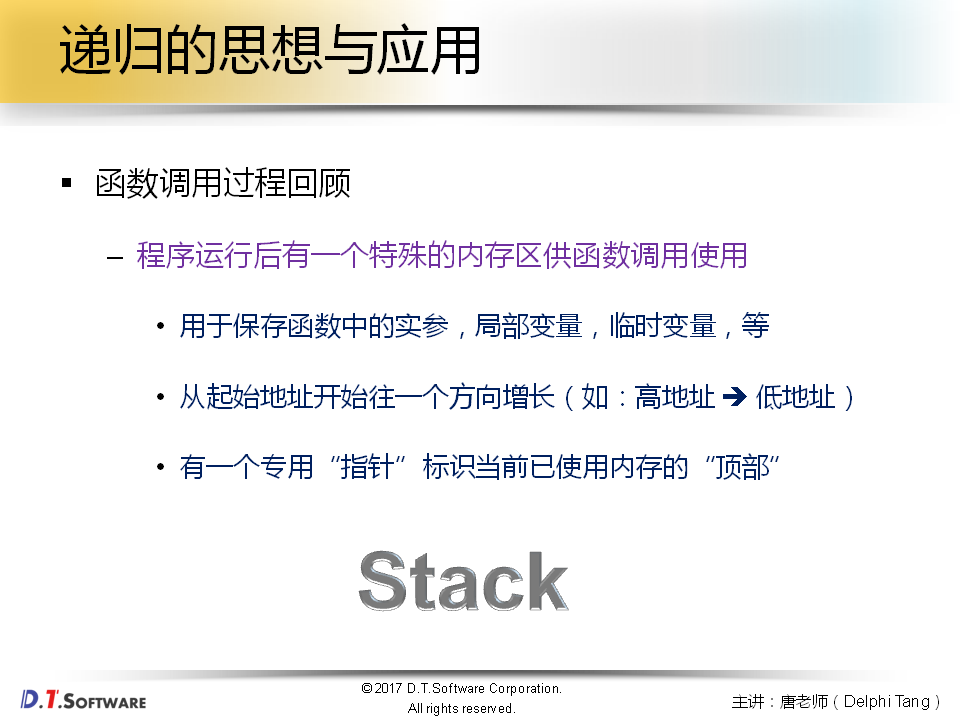 递归的思想与应用
▪ 函数调用过程回顾
– 程序运行后有一个特殊的内存区供函数调用使用
• 用于保存函数中的实参，局部变量，临时变量，等
• 从起始地址开始往一个方向增长（如：高地址 ➔ 低地址）
• 有一个专用“指针”标识当前已使用内存的“顶部”
Stack
D.T.SOFTWARE
©2017 D.T.Software Corporation.
All rights reserved.
主讲：唐老师（Delphi Tang）